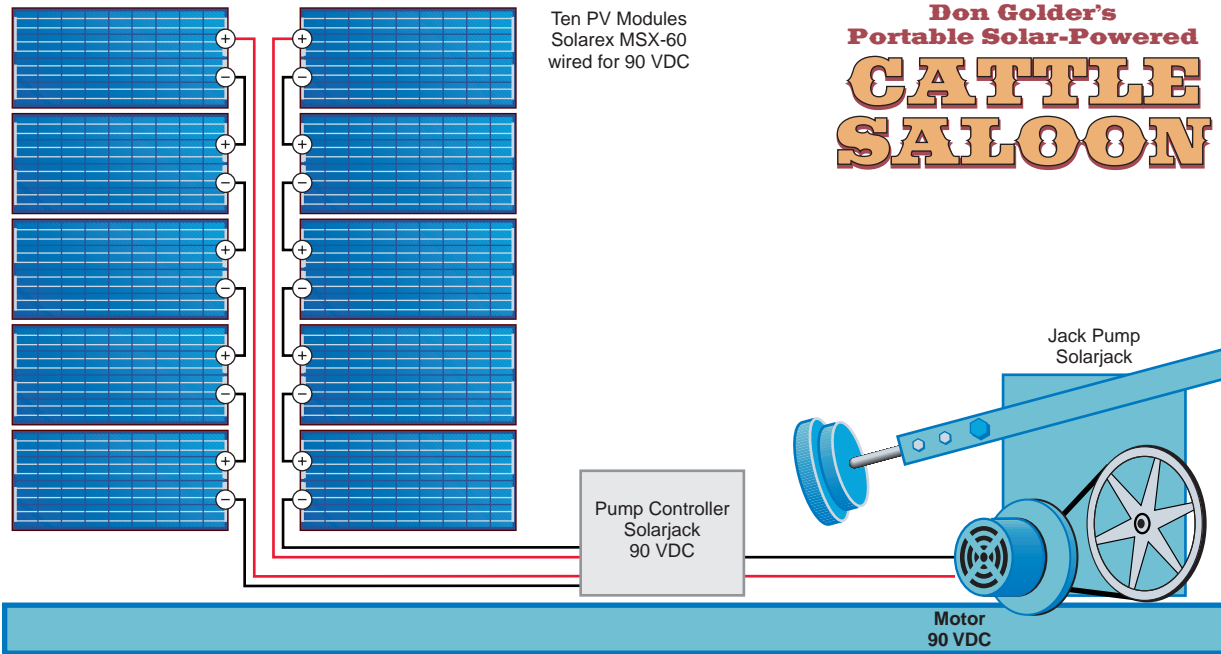 Ten PV Modules
Solarex MSX-60
wired for 90 VDC
Don Golder's
Portable Solar-Powered
CATTLE
SALOON
+ +
− −
+ +
− −
+ +
− −
+ +
− −
+ +
− −
Jack Pump
Solarjack
Pump Controller
Solarjack
90 VDC
Motor
90 VDC